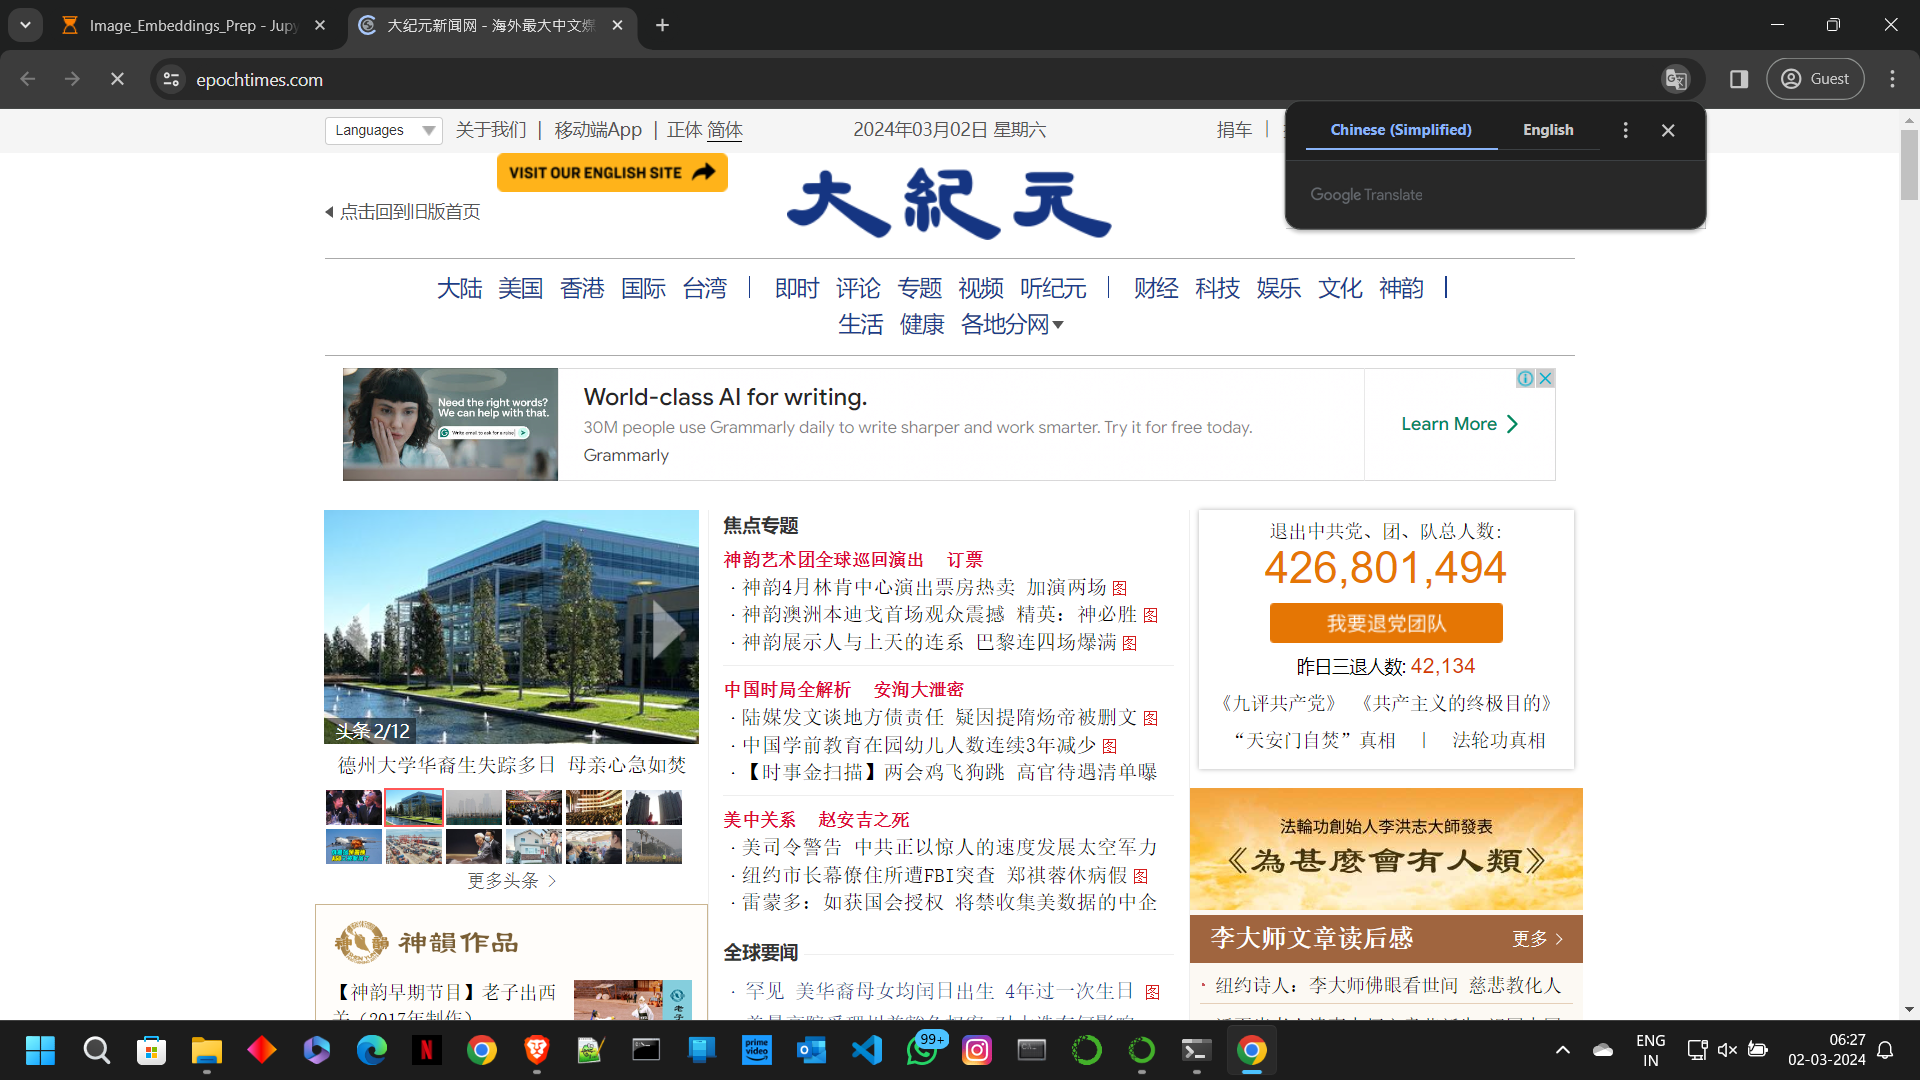 Image_Embeddings_Prep - Jupy
大纪元新闻网 - 海外最大中文媒
epochtimes.com
Guest
Languages
关于我们 | 移动端App | 正体 简体
2024年03月02日 星期六
捐车
Chinese (Simplified)
English
Google Translate
VISIT OUR ENGLISH SITE
点击回到旧版首页
大紀元
大陆 美国 香港 国际 台湾 | 即时 评论 专题 视频 听纪元 | 财经 科技 娱乐 文化 神韵 |
生活 健康 各地分网
Need the right words?
We can help with that.
Write email to ask for a raise
World-class AI for writing.
30M people use Grammarly daily to write sharper and work smarter. Try it for free today.
Grammarly
Learn More
头条 2/12
德州大学华裔生失踪多日 母亲心急如焚
更多头条
神韻作品
【神韵早期节目】老子出西
关（2017年制作）
焦点专题
神韵艺术团全球巡回演出 订票
· 神韵4月林肯中心演出票房热卖 加演两场 图
· 神韵澳洲本迪戈首场观众震撼 精英：神必胜 图
· 神韵展示人与上天的连系 巴黎连四场爆满 图
中国时局全解析 安洵大泄密
· 陆媒发文谈地方债责任 疑因提隋炀帝被删文 图
· 中国学前教育在园幼儿人数连续3年减少 图
· 【时事金扫描】两会鸡飞狗跳 高官待遇清单曝
美中关系 赵安吉之死
· 美司令警告 中共正以惊人的速度发展太空军力
· 纽约市长幕僚住所遭FBI突查 郑祺蓉休病假 图
· 雷蒙多：如获国会授权 将禁收集美数据的中企
全球要闻
· 罕见 美华裔母女均闰日出生 4年过一次生日 图
退出中共党、团、队总人数：
426,801,494
我要退党团队
昨日三退人数: 42,134
《九评共产党》 《共产主义的终极目的》
“天安门自焚”真相 | 法轮功真相
法輪功創始人李洪志大師發表
《為甚麼會有人類》
李大师文章读后感
更多
· 纽约诗人：李大师佛眼看世间 慈悲教化人
prime video
99+
ENG
IN
06:27
02-03-2024